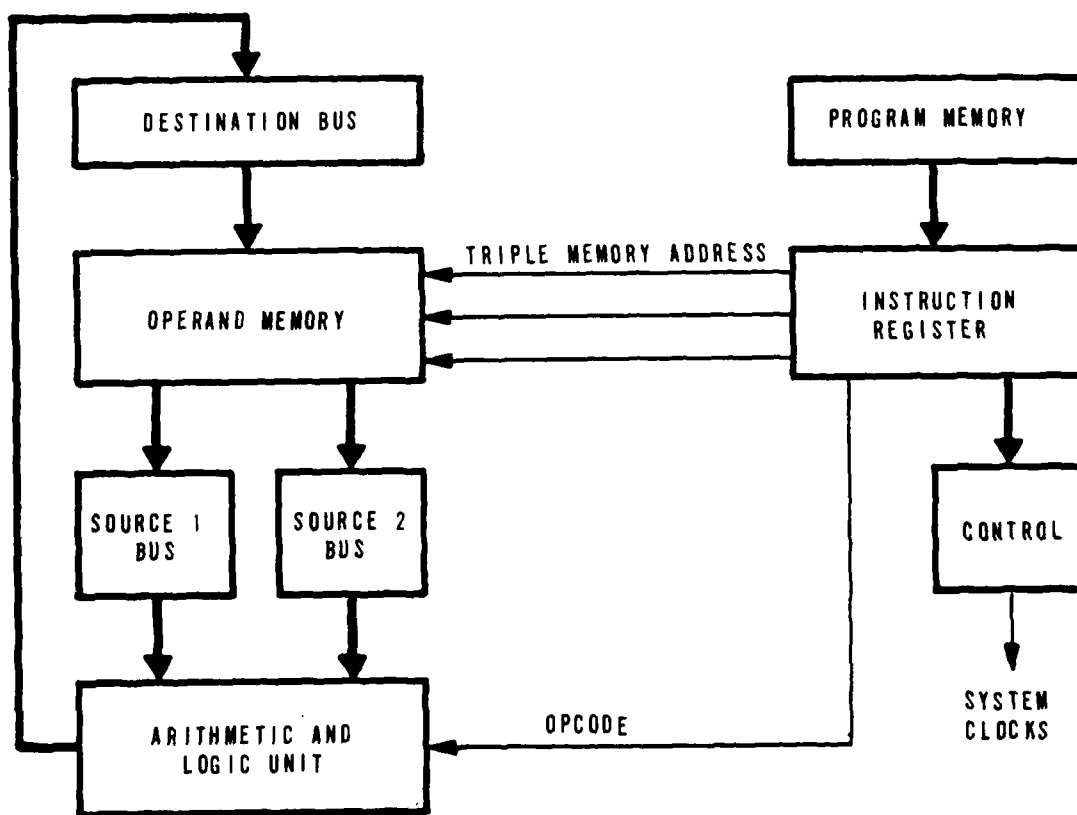 DESTINATION BUS
PROGRAM MEMORY
TRIPLE MEMORY ADDRESS
OPERAND MEMORY
INSTRUCTION
REGISTER
SOURCE 1
BUS
SOURCE 2
BUS
CONTROL
ARITHMETIC AND
LOGIC UNIT
OPCODE
SYSTEM
CLOCKS